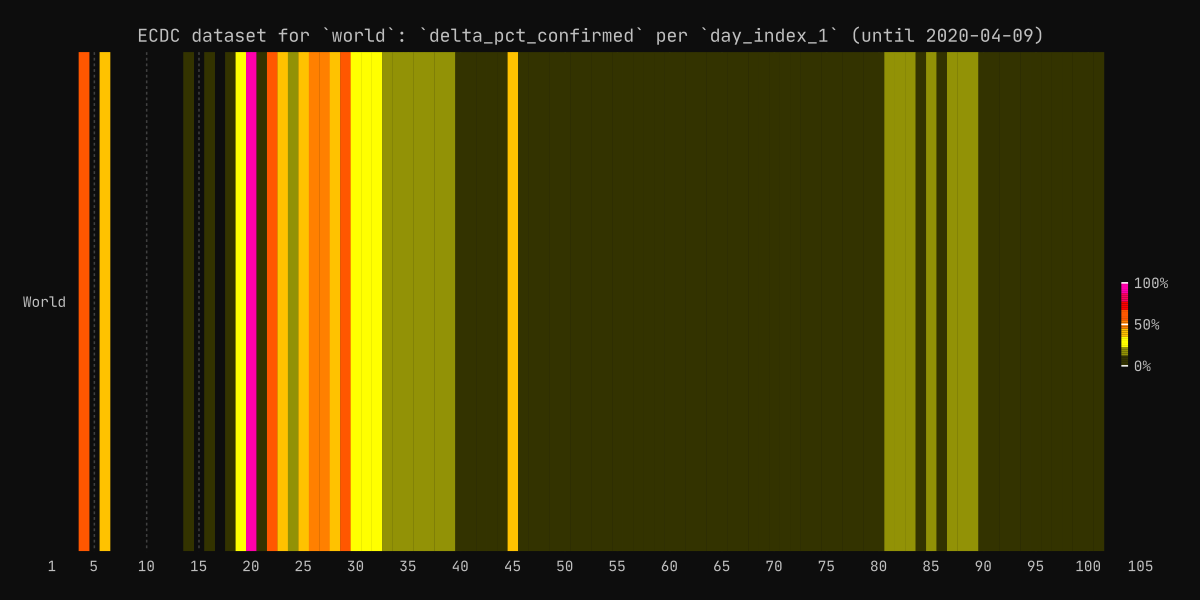 ECDC dataset for `world`: `delta_pct_confirmed` per `day_index_1` (until 2020-04-09)
World
100%
50%
0%
1 5 10 15 20 25 30 35 40 45 50 55 60 65 70 75 80 85 90 95 100 105